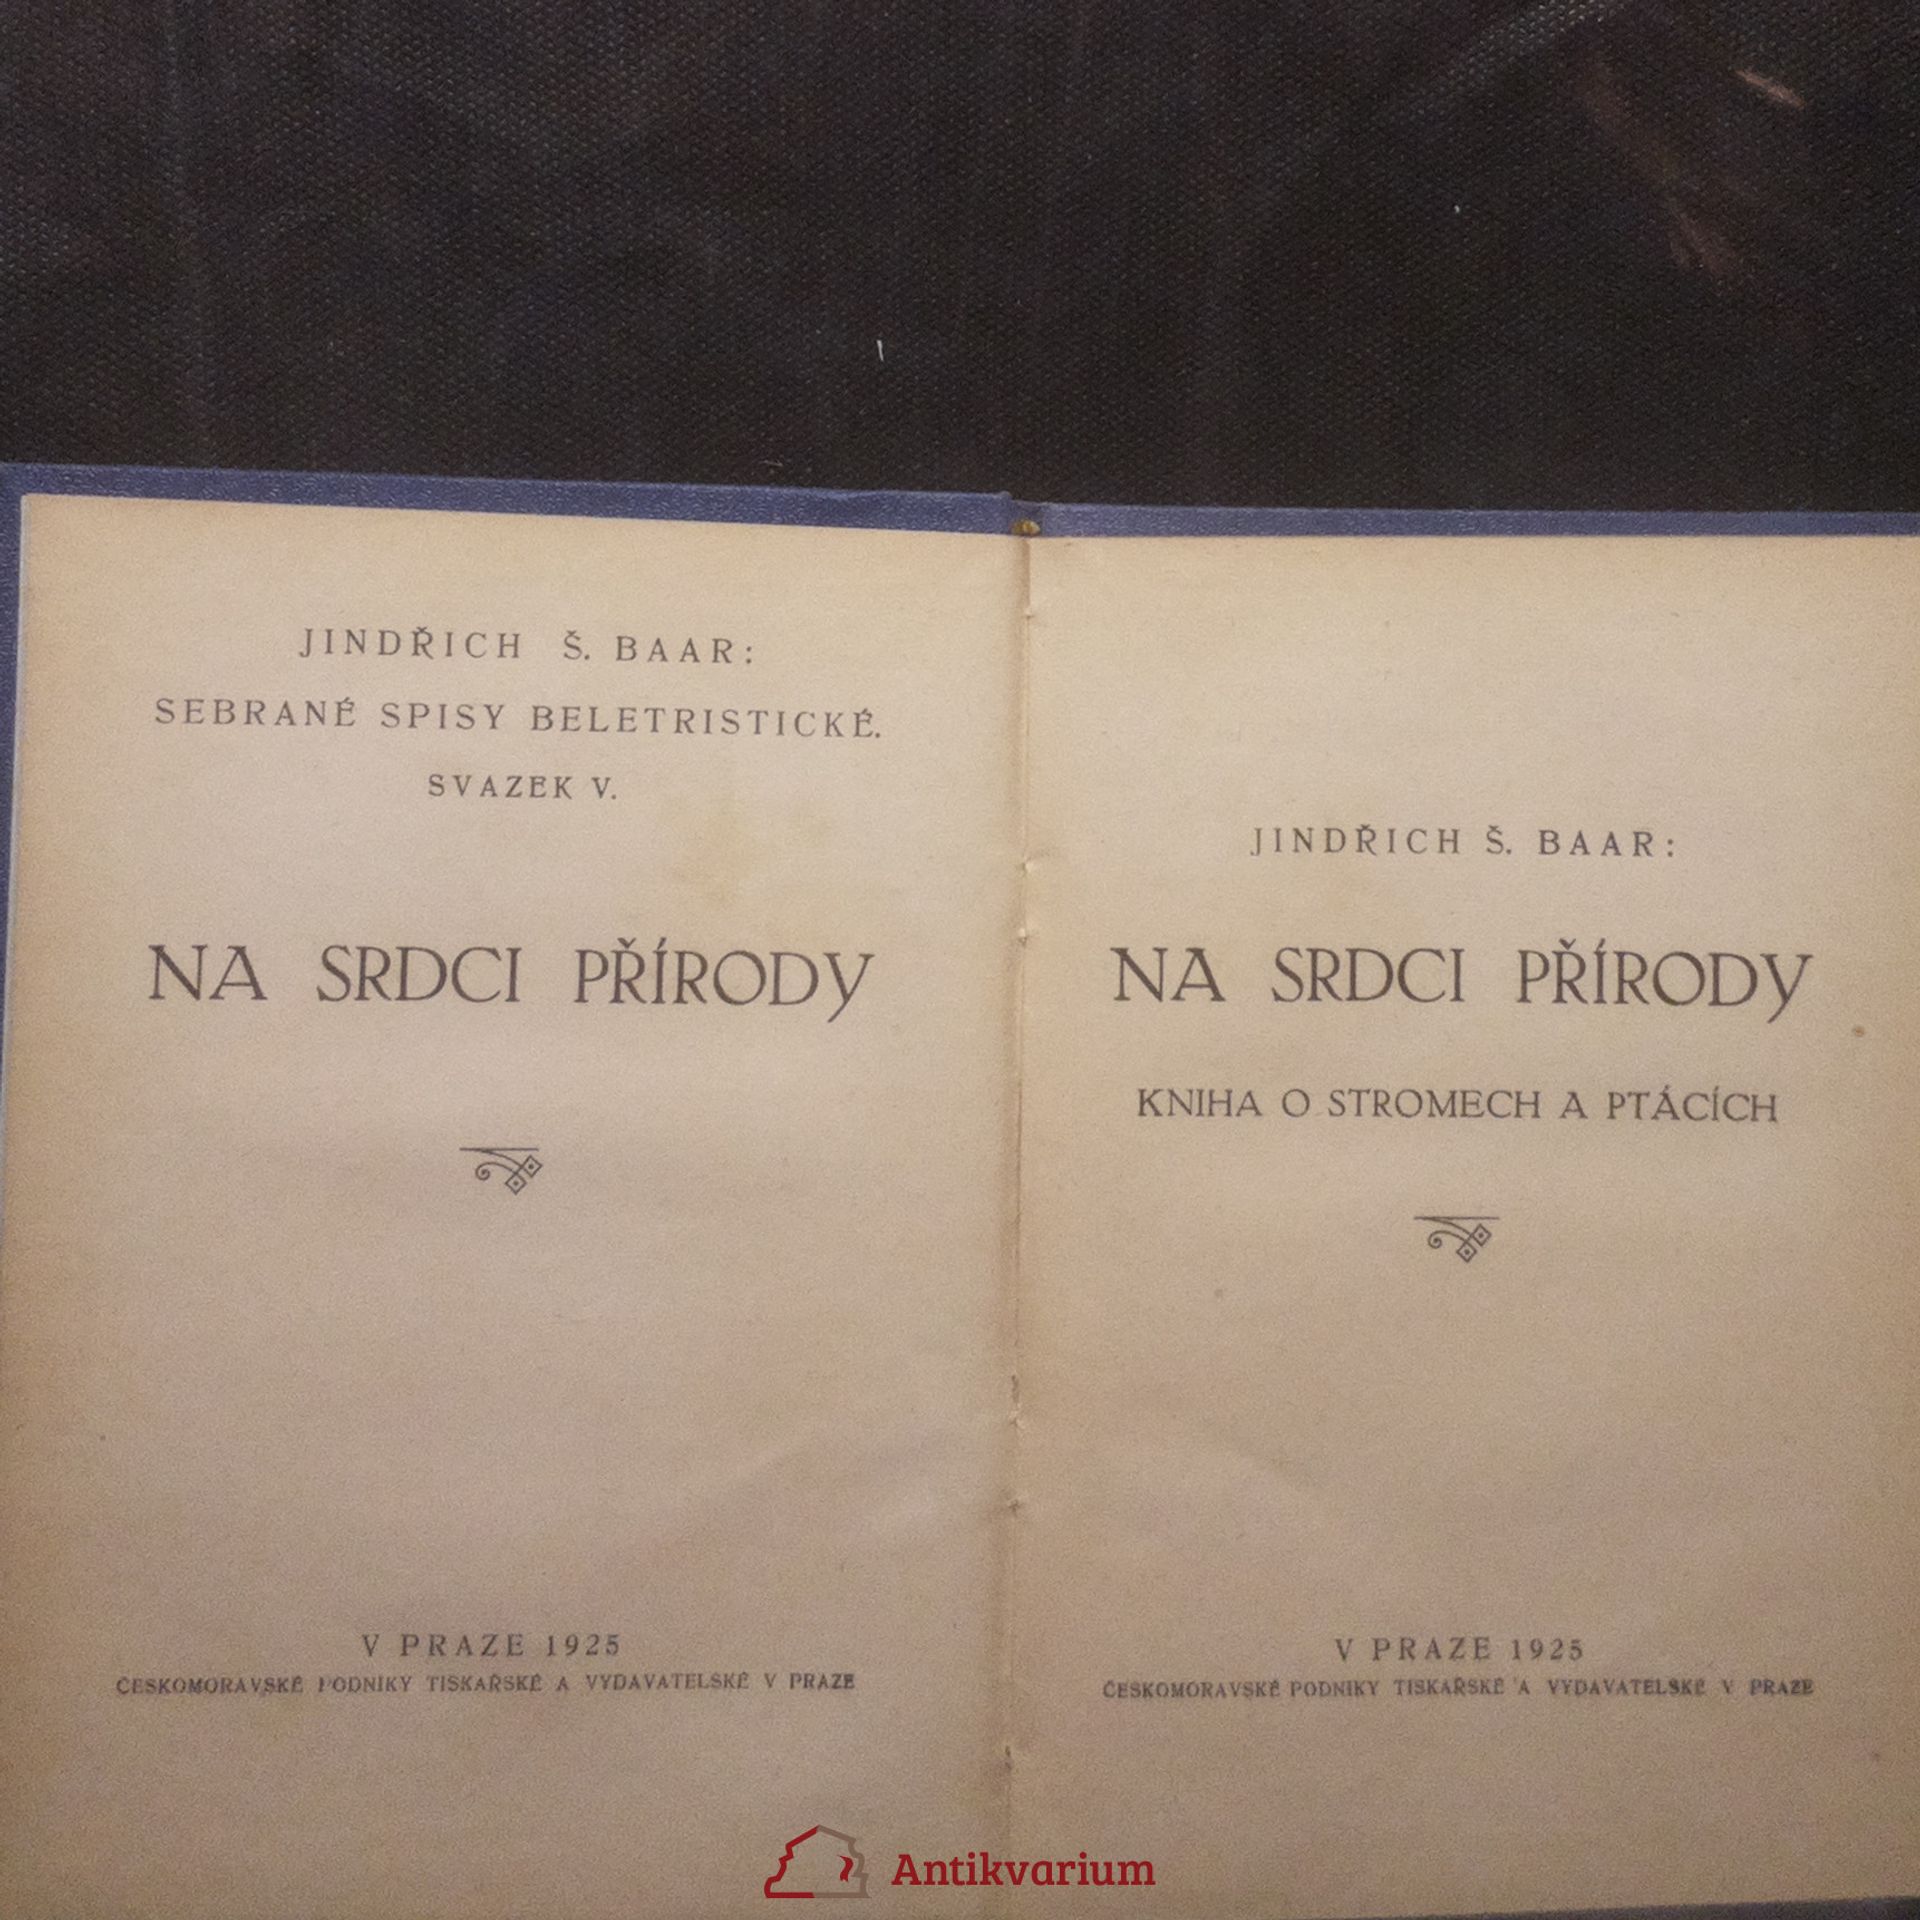 JINDŘICH Š. BAAR:
SEBRANÉ SPISY BELETRISTICKÉ.
SVAZEK V.
NA SRDCI PŘÍRODY
V PRAZE 1925
ČESKOMORAVSKÉ PODNIKY TISKAŘSKÉ A VYDAVATELSKÉ V PRAZE
JINDŘICH Š. BAAR:
NA SRDCI PŘÍRODY
KNIHA O STROMECH A PTÁCÍCH
V PRAZE 1925
ČESKOMORAVSKÉ PODNIKY TISKAŘSKÉ A VYDAVATELSKÉ V PRAZE
Antikvarium